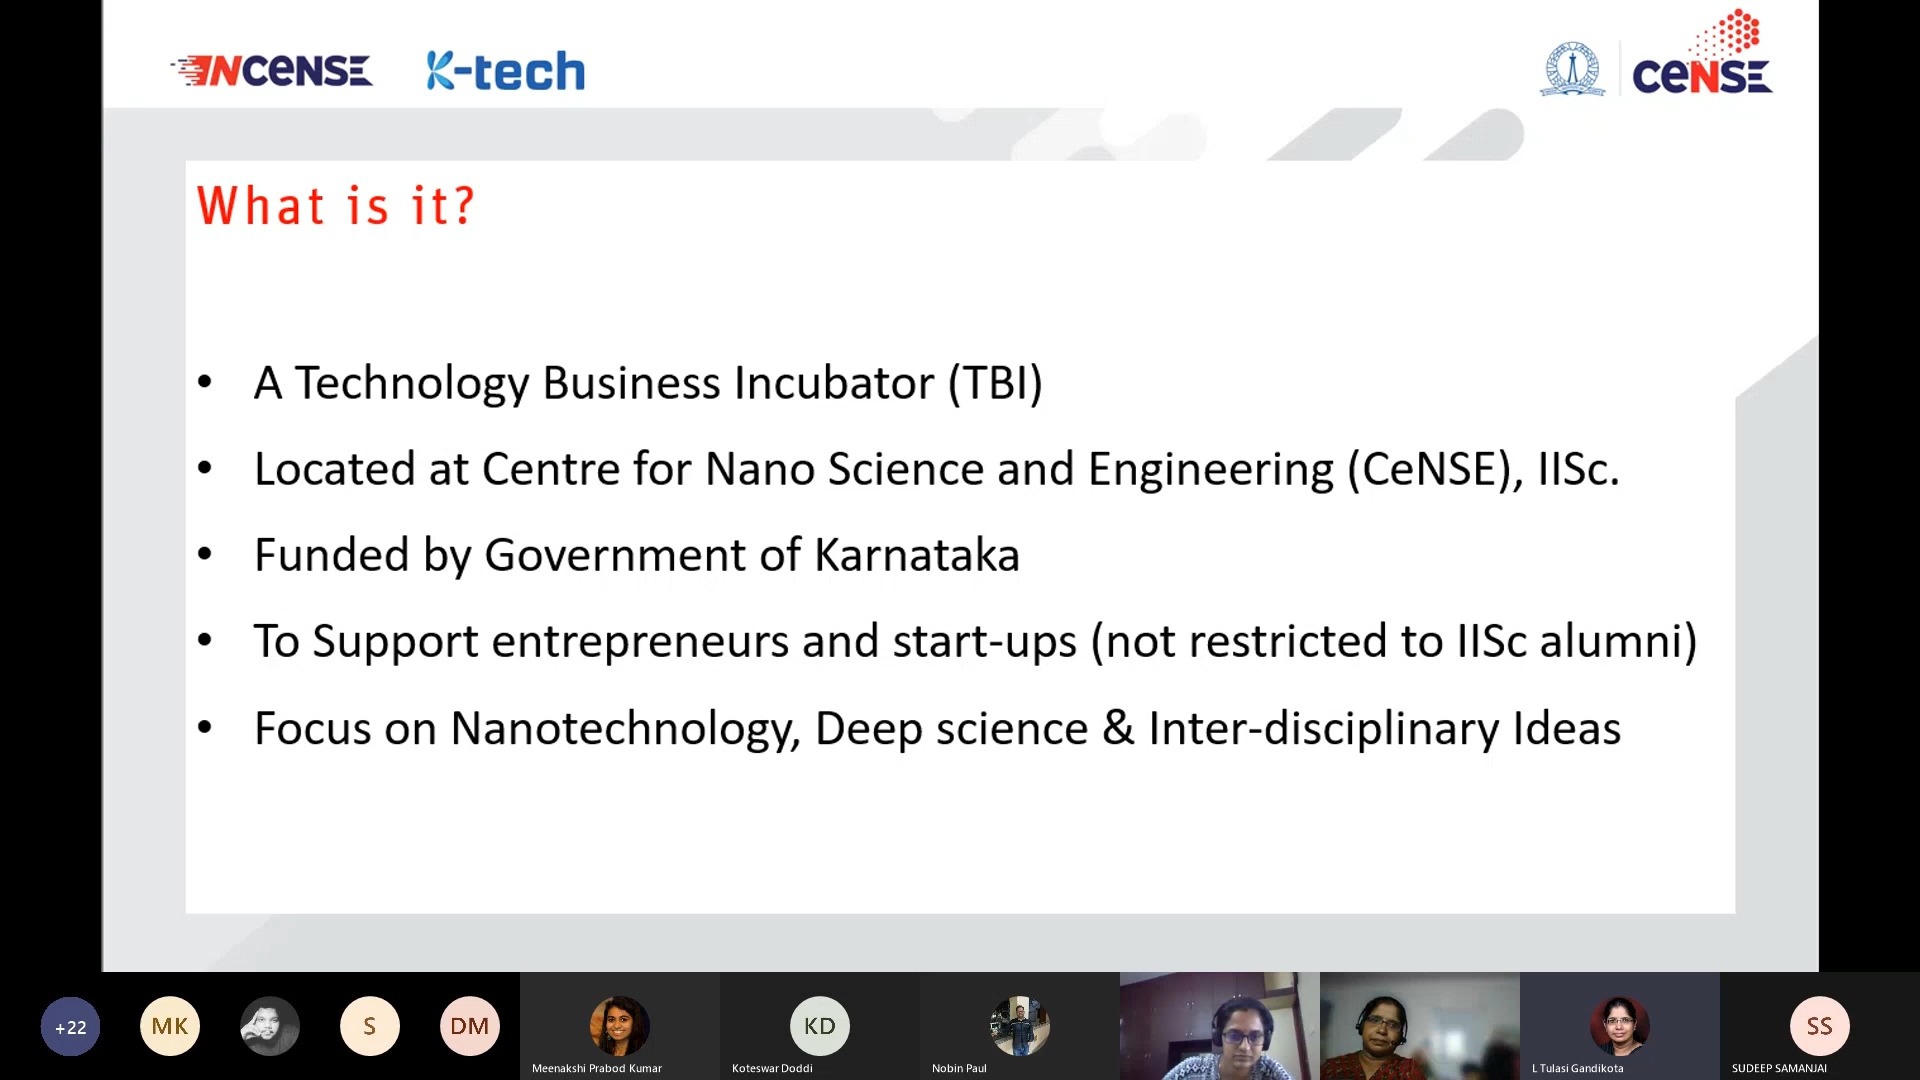 INCENSE K-tech CENSE
What is it?
• A Technology Business Incubator (TBI)
• Located at Centre for Nano Science and Engineering (CeNSE), IISc.
• Funded by Government of Karnataka
• To Support entrepreneurs and start-ups (not restricted to IISc alumni)
• Focus on Nanotechnology, Deep science & Inter-disciplinary Ideas
+22 MK S DM KD SS
Meenakshi Prabod Kumar Koteswar Doddi Nobin Paul L Tulasi Gandikota SUDEEP SAMANJAI